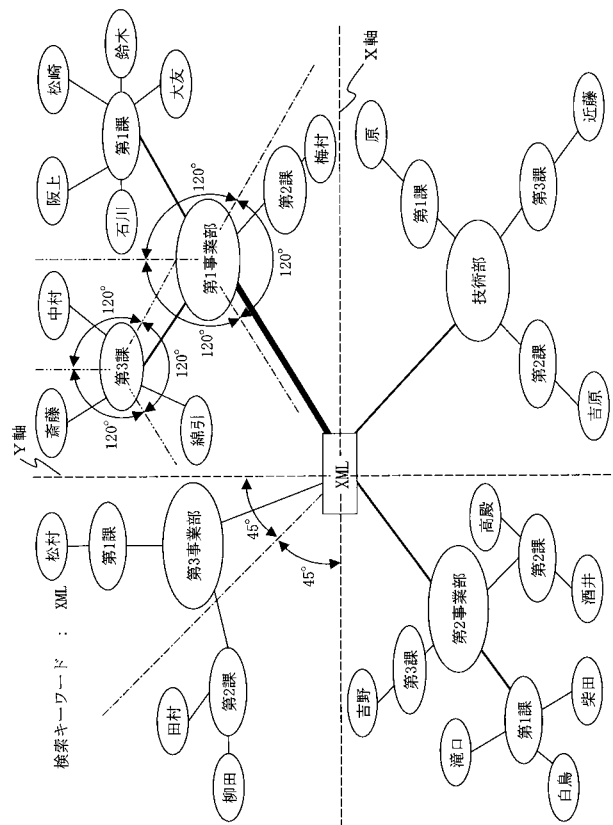 検索キーワード : XML
Y軸
X軸
XML
45°
45°
第3事業部
第1課
松村
第2課
田村
柳田
第1事業部
120°
120°
120°
第1課
阪上
松崎
鈴木
大友
石川
第2課
梅村
第3課
120°
120°
120°
斎藤
中村
綿引
第2事業部
第3課
吉野
第1課
滝口
白鳥
柴田
第2課
高殿
酒井
技術部
第1課
原
第2課
吉原
第3課
近藤